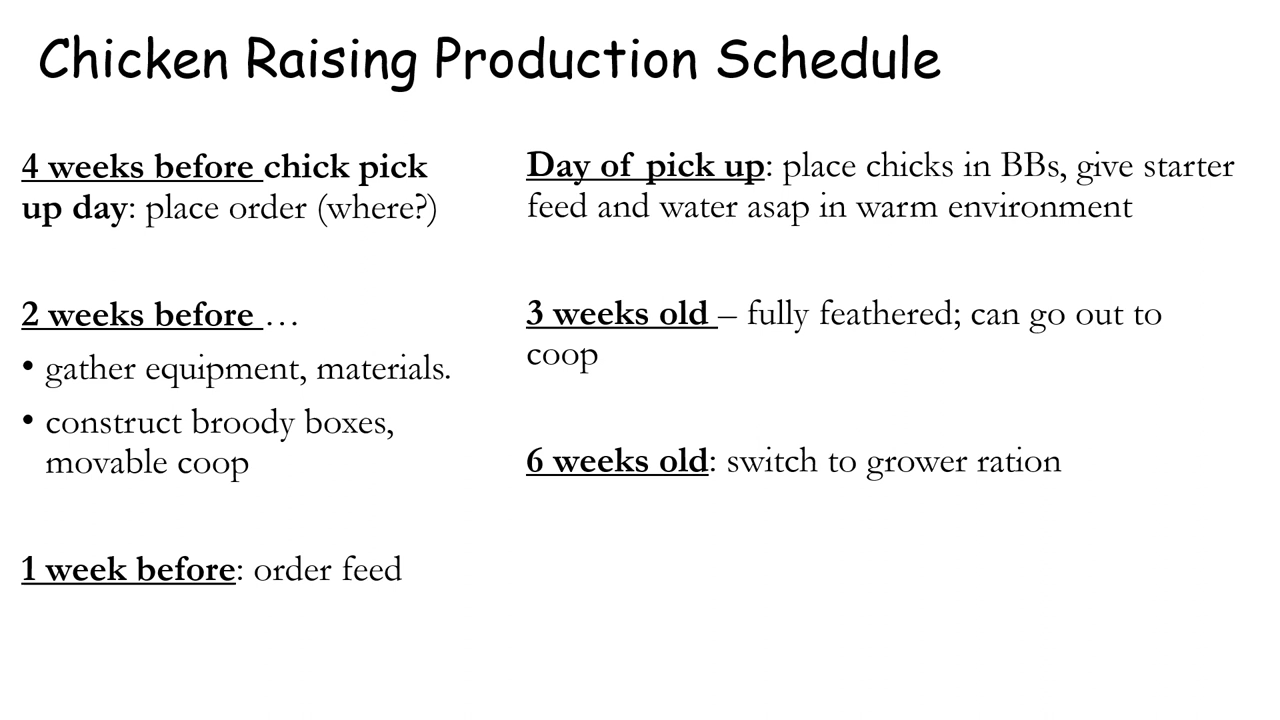 Chicken Raising Production Schedule
4 weeks before chick pick
up day: place order (where?)
2 weeks before …
• gather equipment, materials.
• construct broody boxes,
movable coop
1 week before: order feed
Day of pick up: place chicks in BBs, give starter
feed and water asap in warm environment
3 weeks old – fully feathered; can go out to
coop
6 weeks old: switch to grower ration